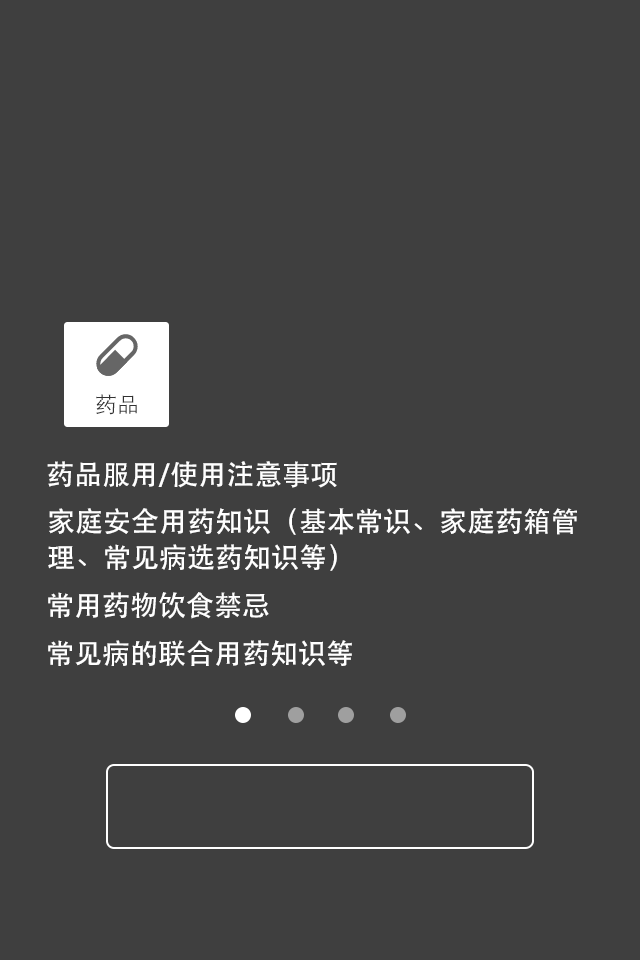 药品
药品服用/使用注意事项
家庭安全用药知识（基本常识、家庭药箱管
理、常见病选药知识等）
常用药物饮食禁忌
常见病的联合用药知识等